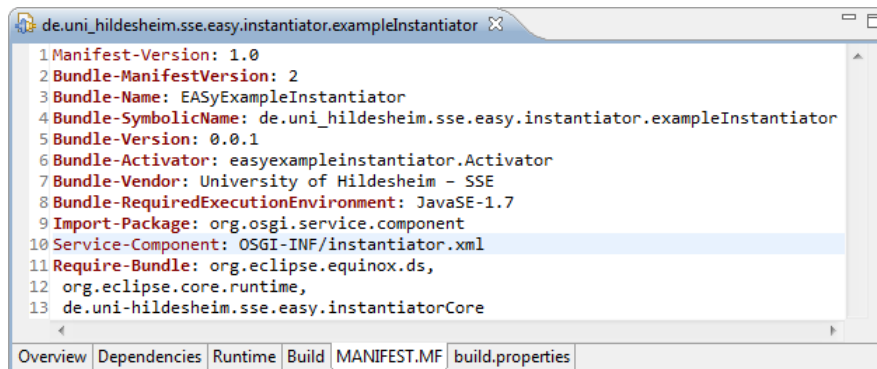 de.uni_hildesheim.sse.easy.instantiator.exampleInstantiator
1 Manifest-Version: 1.0
2 Bundle-ManifestVersion: 2
3 Bundle-Name: EASyExampleInstantiator
4 Bundle-SymbolicName: de.uni_hildesheim.sse.easy.instantiator.exampleInstantiator
5 Bundle-Version: 0.0.1
6 Bundle-Activator: easyexampleinstantiator.Activator
7 Bundle-Vendor: University of Hildesheim – SSE
8 Bundle-RequiredExecutionEnvironment: JavaSE-1.7
9 Import-Package: org.osgi.service.component
10 Service-Component: OSGI-INF/instantiator.xml
11 Require-Bundle: org.eclipse.equinox.ds,
12 org.eclipse.core.runtime,
13 de.uni-hildesheim.sse.easy.instantiatorCore
Overview Dependencies Runtime Build MANIFEST.MF build.properties